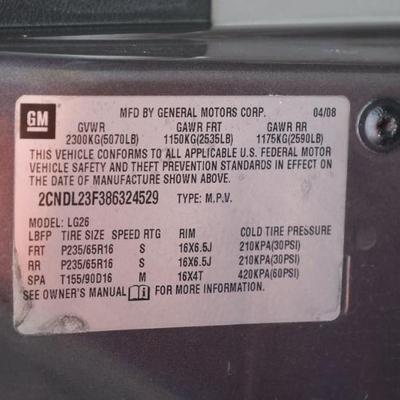 GM
MFD BY GENERAL MOTORS CORP. 04/08
GVWR GAWR FRT GAWR RR
2300KG(5070LB) 1150KG(2535LB) 1175KG(2590LB)
THIS VEHICLE CONFORMS TO ALL APPLICABLE U.S. FEDERAL MOTOR
VEHICLE SAFETY AND THEFT PREVENTION STANDARDS IN EFFECT ON
THE DATE OF MANUFACTURE SHOWN ABOVE.
2CNDL23F386324529 TYPE: M.P.V.
MODEL: LG26
LBFP TIRE SIZE SPEED RTG RIM COLD TIRE PRESSURE
FRT P235/65R16 S 16X6.5J 210KPA(30PSI)
RR P235/65R16 S 16X6.5J 210KPA(30PSI)
SPA T155/90D16 M 16X4T 420KPA(60PSI)
SEE OWNER'S MANUAL FOR MORE INFORMATION.